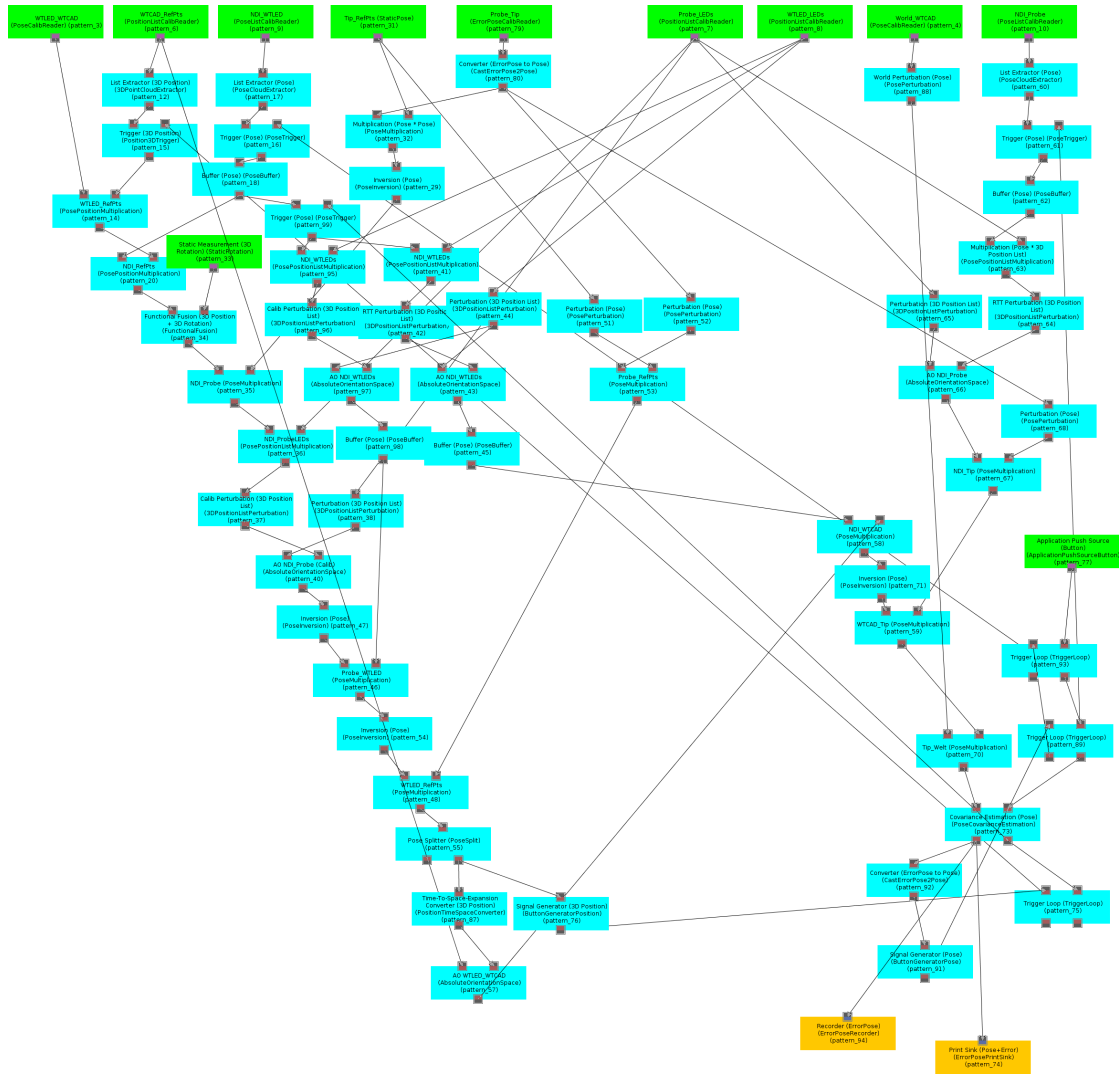 WTLED_WTCAD
(PoseCalibReader) (pattern_3)
WTCAD_RefPts
(PositionListCalibReader)
(pattern_6)
NDI_WTLED
(PoseListCalibReader)
(pattern_9)
Tip_RefPts (StaticPose)
(pattern_31)
Probe_Tip
(ErrorPoseCalibReader)
(pattern_79)
Probe_LEDs
(PositionListCalibReader)
(pattern_7)
WTLED_LEDs
(PositionListCalibReader)
(pattern_8)
World_WTCAD
(PoseCalibReader) (pattern_4)
NDI_Probe
(PoseListCalibReader)
(pattern_10)
List Extractor (3D Position)
(3DPointCloudExtractor)
(pattern_12)
List Extractor (Pose)
(PoseCloudExtractor)
(pattern_17)
Converter (ErrorPose to Pose)
(CastErrorPose2Pose)
(pattern_80)
World Perturbation (Pose)
(PosePerturbation)
(pattern_88)
List Extractor (Pose)
(PoseCloudExtractor)
(pattern_60)
Trigger (3D Position)
(Position3DTrigger)
(pattern_15)
Trigger (Pose) (PoseTrigger)
(pattern_16)
Multiplication (Pose * Pose)
(PoseMultiplication)
(pattern_32)
Trigger (Pose) (PoseTrigger)
(pattern_61)
Buffer (Pose) (PoseBuffer)
(pattern_18)
Inversion (Pose)
(PoseInversion) (pattern_29)
Buffer (Pose) (PoseBuffer)
(pattern_62)
WTLED_RefPts
(PosePositionMultiplication)
(pattern_14)
Trigger (Pose) (PoseTrigger)
(pattern_99)
Static Measurement (3D
Rotation) (StaticRotation)
(pattern_33)
NDI_RefPts
(PosePositionMultiplication)
(pattern_20)
NDI_WTLEDs
(PosePositionListMultiplication)
(pattern_95)
NDI_WTLEDs
(PosePositionListMultiplication)
(pattern_41)
Multiplication (Pose * 3D
Position List)
(PosePositionListMultiplication)
(pattern_63)
Functional Fusion (3D Position
+ 3D Rotation)
(FunctionalFusion)
(pattern_34)
Calib Perturbation (3D Position
List)
(3DPositionListPerturbation)
(pattern_96)
RTT Perturbation (3D Position
List)
(3DPositionListPerturbation)
(pattern_42)
Perturbation (3D Position List)
(3DPositionListPerturbation)
(pattern_44)
Perturbation (Pose)
(PosePerturbation)
(pattern_51)
Perturbation (Pose)
(PosePerturbation)
(pattern_52)
Perturbation (3D Position List)
(3DPositionListPerturbation)
(pattern_65)
RTT Perturbation (3D Position
List)
(3DPositionListPerturbation)
(pattern_64)
NDI_Probe (PoseMultiplication)
(pattern_35)
AO NDI_WTLEDs
(AbsoluteOrientationSpace)
(pattern_97)
AO NDI_WTLEDs
(AbsoluteOrientationSpace)
(pattern_43)
Probe_RefPts
(PoseMultiplication)
(pattern_53)
AO NDI_Probe
(AbsoluteOrientationSpace)
(pattern_66)
NDI_ProbeLEDs
(PosePositionListMultiplication)
(pattern_36)
Buffer (Pose) (PoseBuffer)
(pattern_98)
Buffer (Pose) (PoseBuffer)
(pattern_45)
Perturbation (Pose)
(PosePerturbation)
(pattern_68)
NDI_Tip (PoseMultiplication)
(pattern_67)
Calib Perturbation (3D Position
List)
(3DPositionListPerturbation)
(pattern_37)
Perturbation (3D Position List)
(3DPositionListPerturbation)
(pattern_38)
NDI_WTCAD
(PoseMultiplication)
(pattern_58)
Application Push Source
(Button)
(ApplicationPushSourceButton)
(pattern_77)
AO NDI_Probe (Calib)
(AbsoluteOrientationSpace)
(pattern_40)
Inversion (Pose)
(PoseInversion) (pattern_71)
Inversion (Pose)
(PoseInversion) (pattern_47)
WTCAD_Tip (PoseMultiplication)
(pattern_59)
Probe_WTLED
(PoseMultiplication)
(pattern_46)
Trigger Loop (TriggerLoop)
(pattern_93)
Inversion (Pose)
(PoseInversion) (pattern_54)
Tip_Welt (PoseMultiplication)
(pattern_70)
Trigger Loop (TriggerLoop)
(pattern_89)
WTLED_RefPts
(PoseMultiplication)
(pattern_48)
Pose Splitter (PoseSplit)
(pattern_55)
Covariance Estimation (Pose)
(PoseCovarianceEstimation)
(pattern_73)
Time-To-Space-Expansion
Converter (3D Position)
(PositionTimeSpaceConverter)
(pattern_87)
Signal Generator (3D Position)
(ButtonGeneratorPosition)
(pattern_76)
Converter (ErrorPose to Pose)
(CastErrorPose2Pose)
(pattern_92)
Trigger Loop (TriggerLoop)
(pattern_75)
AO WTLED_WTCAD
(AbsoluteOrientationSpace)
(pattern_57)
Signal Generator (Pose)
(ButtonGeneratorPose)
(pattern_91)
Recorder (ErrorPose)
(ErrorPoseRecorder)
(pattern_94)
Print Sink (Pose+Error)
(ErrorPosePrintSink)
(pattern_74)